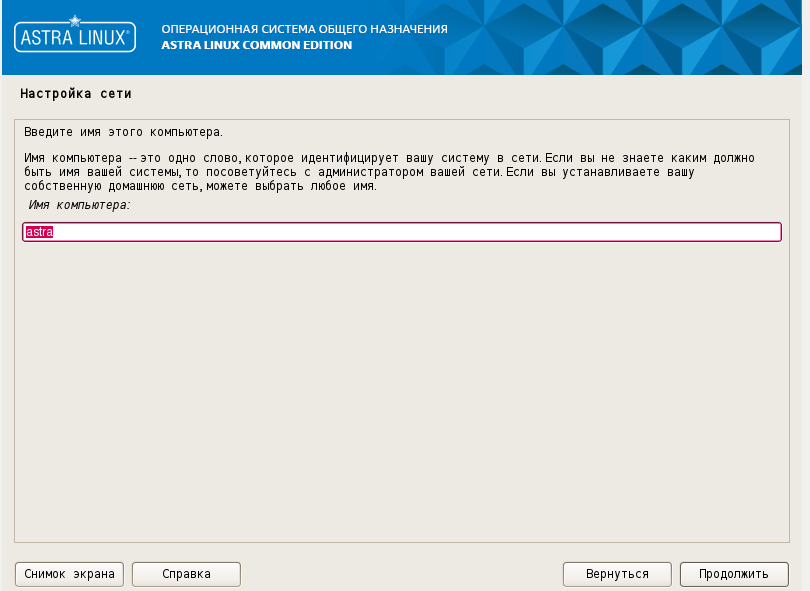 ASTRA LINUX®
ОПЕРАЦИОННАЯ СИСТЕМА ОБЩЕГО НАЗНАЧЕНИЯ
ASTRA LINUX COMMON EDITION
Настройка сети
Введите имя этого компьютера.
Имя компьютера -- это одно слово, которое идентифицирует вашу систему в сети. Если вы не знаете каким должно
быть имя вашей системы, то посоветуйтесь с администратором вашей сети. Если вы устанавливаете вашу
собственную домашнюю сеть, можете выбрать любое имя.
Имя компьютера:
astra
Снимок экрана
Справка
Вернуться
Продолжить